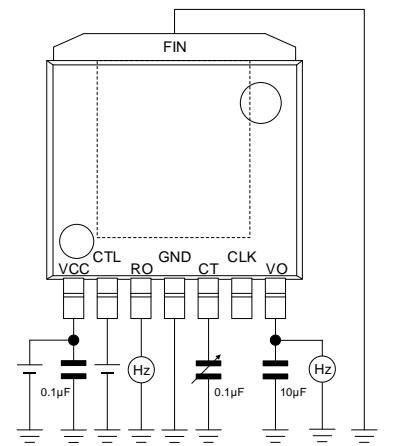 FIN
CTL GND CLK
VCC RO CT VO
Hz Hz
0.1µF 0.1µF 10µF